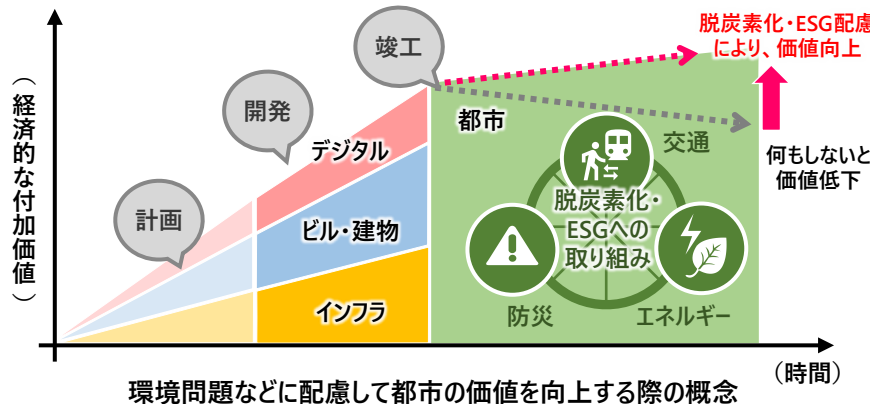 脱炭素化・ESG配慮
により、価値向上
竣工
開発
計画
都市
交通
デジタル
ビル・建物
インフラ
脱炭素化・
ESGへの
取り組み
防災
エネルギー
何もしないと
価値低下
（経済的な付加価値）
（時間）
環境問題などに配慮して都市の価値を向上する際の概念